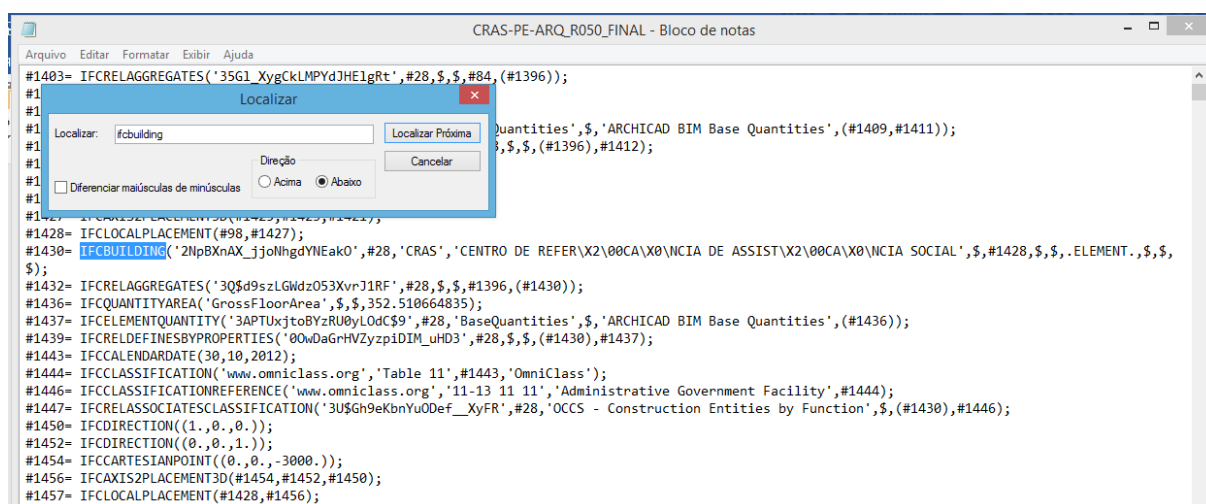 CRAS-PE-ARQ_R050_FINAL - Bloco de notas
Arquivo Editar Formatar Exibir Ajuda
#1403= IFCRELAGGREGATES('35Gl_XygCkLMPYdJHElgRt',#28,$,$,#84,(#1396));
#1
Localizar
#1
#1
Localizar: ifcbuilding Localizar Próxima
Quantities',$,'ARCHICAD BIM Base Quantities',(#1409,#1411));
#1
,$,$,(#1396),#1412);
#1
Direção
Cancelar
#1
Diferenciar maiúsculas de minúsculas Acima Abaixo
#1
#1428= IFCLOCALPLACEMENT(#98,#1427);
#1430= IFCBUILDING('2NpBXnAX_jjoNhgdYNEakO',#28,'CRAS','CENTRO DE REFER\X2\00CA\X0\NCIA DE ASSIST\X2\00CA\X0\NCIA SOCIAL',$,#1428,$,$,.ELEMENT.,$,$,
$);
#1432= IFCRELAGGREGATES('3Q$d9szLGWdzO53XvrJ1RF',#28,$,$,#1396,(#1430));
#1436= IFCQUANTITYAREA('GrossFloorArea',$,$,352.510664835);
#1437= IFCELEMENTQUANTITY('3APTUxjtoBYzRU0yLOdC$9',#28,'BaseQuantities',$,'ARCHICAD BIM Base Quantities',(#1436));
#1439= IFCRELDEFINESBYPROPERTIES('0OwDaGrHVZyzpiDIM_uHD3',#28,$,$,(#1430),#1437);
#1443= IFCCALENDARDATE(30,10,2012);
#1444= IFCCLASSIFICATION('www.omniclass.org','Table 11',#1443,'OmniClass');
#1446= IFCCLASSIFICATIONREFERENCE('www.omniclass.org','11-13 11 11','Administrative Government Facility',#1444);
#1447= IFCRELASSOCIATESCLASSIFICATION('3U$Gh9eKbnYuODef__XyFR',#28,'OCCS - Construction Entities by Function',$,(#1430),#1446);
#1450= IFCDIRECTION((1.,0.,0.));
#1452= IFCDIRECTION((0.,0.,1.));
#1454= IFCCARTESIANPOINT((0.,0.,-3000.));
#1456= IFCAXIS2PLACEMENT3D(#1454,#1452,#1450);
#1457= IFCLOCALPLACEMENT(#1428,#1456);